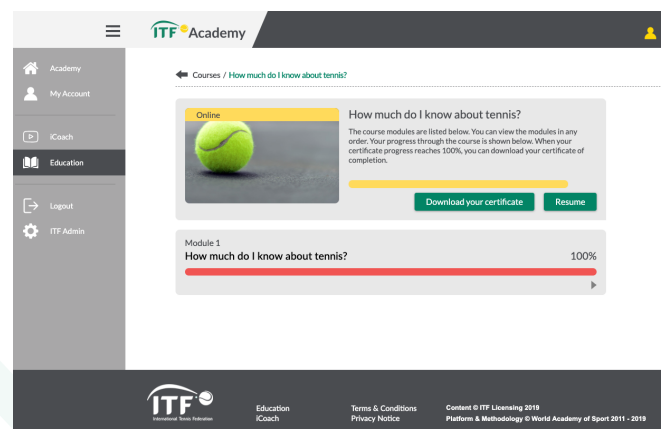 ITF Academy
Academy
My Account
iCoach
Education
Logout
ITF Admin
Courses / How much do I know about tennis?
Online
How much do I know about tennis?
The course modules are listed below. You can view the modules in any
order. Your progress through the course is shown below. When your
certificate progress reaches 100%, you can download your certificate of
completion.
Download your certificate
Resume
Module 1
How much do I know about tennis?
100%
ITF
International Tennis Federation
Education
iCoach
Terms & Conditions
Privacy Notice
Content © ITF Licensing 2019
Platform & Methodology © World Academy of Sport 2011 - 2019